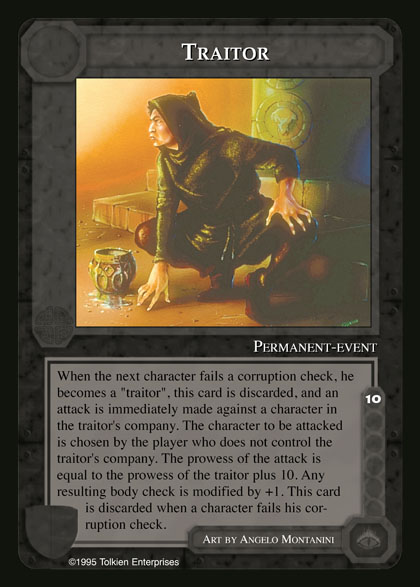 TRAITOR
PERMANENT-EVENT
When the next character fails a corruption check, he
becomes a "traitor", this card is discarded, and an
attack is immediately made against a character in
the traitor's company. The character to be attacked
is chosen by the player who does not control the
traitor's company. The prowess of the attack is
equal to the prowess of the traitor plus 10. Any
resulting body check is modified by +1. This card
is discarded when a character fails his cor-
ruption check.
10
ART BY ANGELO MONTANINI
©1995 Tolkien Enterprises